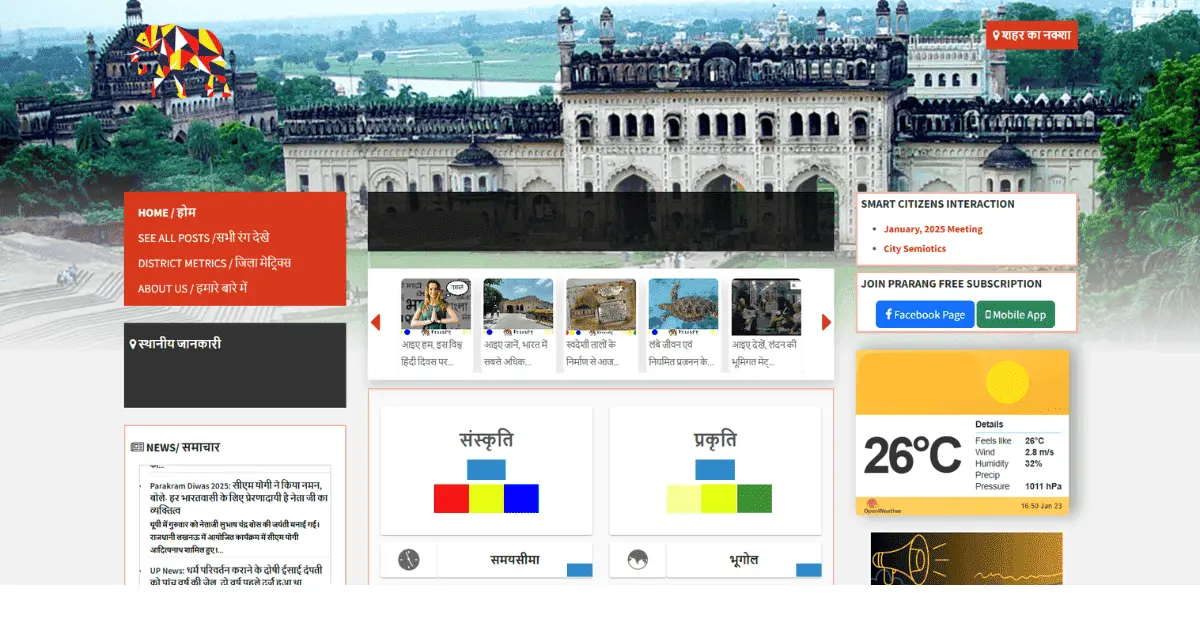 शहर का नक्शा
HOME / होम
SEE ALL POSTS /सभी रंग देखे
DISTRICT METRICS / जिला मेट्रिक्स
ABOUT US / हमारे बारे में
स्थानीय जानकारी
NEWS/ समाचार
Parakram Diwas 2025: सीएम योगी ने किया नमन,
बोले- हर भारतवासी के लिए प्रेरणादायी है नेता जी का
व्यक्तित्व
यूपी में गुरुवार को नेताजी सुभाष चंद्र बोस की जयंती मनाई गई।
राजधानी लखनऊ में आयोजित कार्यक्रम में सीएम योगी
आदित्यनाथ शामिल हुए।...
UP News: धर्म परिवर्तन कराने के दोषी ईसाई दंपती
को पांच वर्ष की जेल, दो वर्ष पहले दर्ज हुआ था
आइए हम, इस विश्व
हिंदी दिवस पर...
आइए जानें, भारत में
सबसे अधिक...
स्वदेशी तालों के
निर्माण से आज...
लंबे जीवन एवं
नियमित प्रजनन के...
आइए देखें, लंदन की
भूमिगत मेट्...
संस्कृति
प्रकृति
समयसीमा
भूगोल
SMART CITIZENS INTERACTION
January, 2025 Meeting
City Semiotics
JOIN PRARANG FREE SUBSCRIPTION
Facebook Page
Mobile App
26°C
Details
Feels like 26°C
Wind 2.8 m/s
Humidity 32%
Precip
Pressure 1011 hPa
OpenWeather
16:50 Jan 23